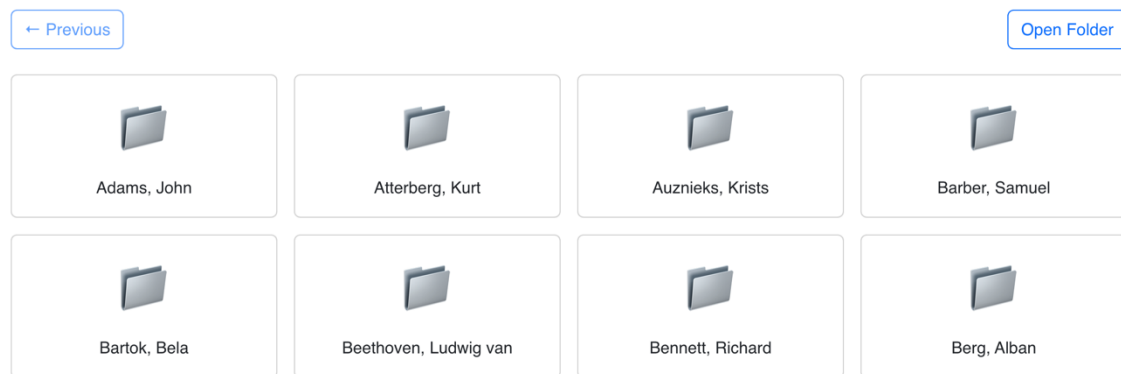 ← Previous
Open Folder
Adams, John
Atterberg, Kurt
Auznieks, Krists
Barber, Samuel
Bartok, Bela
Beethoven, Ludwig van
Bennett, Richard
Berg, Alban